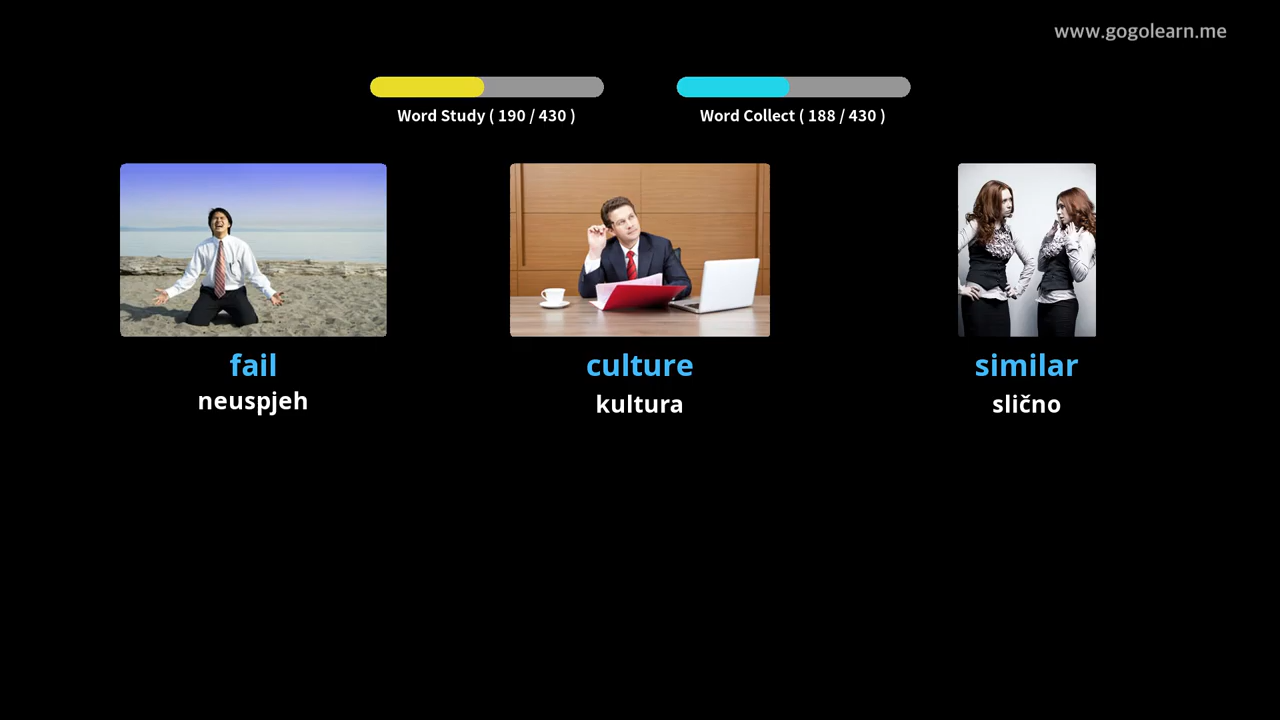 www.gogolearn.me
Word Study ( 190 / 430 )
Word Collect ( 188 / 430 )
fail
neuspjeh
culture
kultura
similar
slično